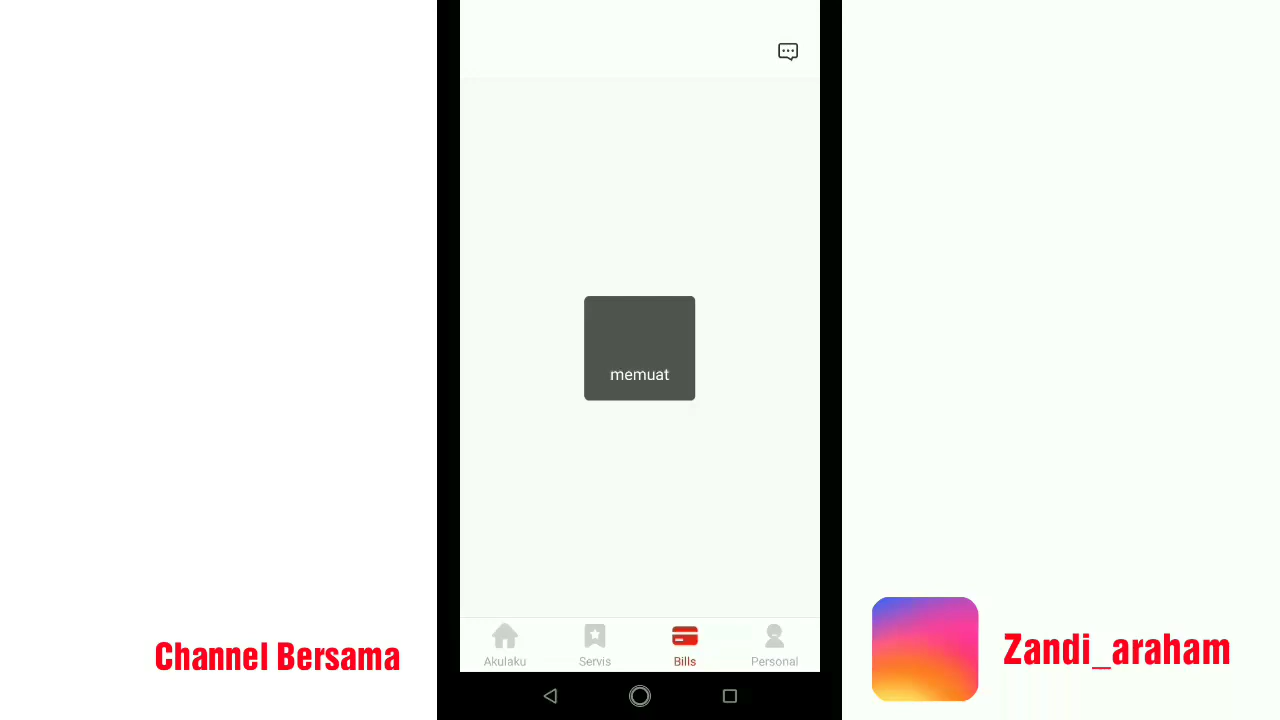 memuat
Akulaku
Servis
Bills
Personal
Channel Bersama
Zandi_araham